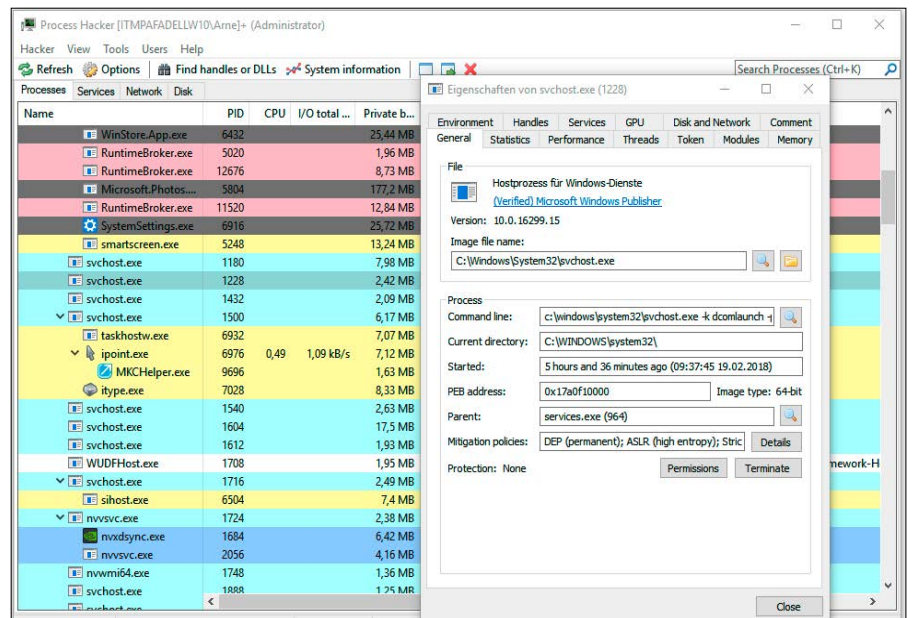 Process Hacker [ITMPAFADELLW10\Arne]+ (Administrator)
Hacker View Tools Users Help
Refresh Options Find handles or DLLs System information Search Processes (Ctrl+K)
Processes Services Network Disk
Name PID CPU I/O total ... Private b...
WinStore.App.exe 6432 25,44 MB
RuntimeBroker.exe 5020 1,96 MB
RuntimeBroker.exe 12676 8,73 MB
Microsoft.Photos.... 5804 177,2 MB
RuntimeBroker.exe 11520 12,84 MB
SystemSettings.exe 6916 25,72 MB
smartscreen.exe 5248 13,24 MB
svchost.exe 1180 7,98 MB
svchost.exe 1228 2,42 MB
svchost.exe 1432 2,09 MB
svchost.exe 1500 6,17 MB
taskhostw.exe 6932 7,07 MB
ipoint.exe 6976 0,49 1,09 kB/s 7,12 MB
MKCHelper.exe 9696 1,63 MB
itype.exe 7028 8,33 MB
svchost.exe 1540 2,63 MB
svchost.exe 1604 17,5 MB
svchost.exe 1612 1,93 MB
WUDFHost.exe 1708 1,95 MB
mework-H
svchost.exe 1716 2,49 MB
sihost.exe 6504 7,4 MB
nvvsvc.exe 1724 2,38 MB
nvxdsync.exe 1684 6,42 MB
nvvsvc.exe 2056 4,16 MB
nvwmi64.exe 1748 1,36 MB
svchost.exe 1888 1,25 MB
Eigenschaften von svchost.exe (1228)
Environment Handles Services GPU Disk and Network Comment
General Statistics Performance Threads Token Modules Memory
File
Hostprozess für Windows-Dienste
(Verified) Microsoft Windows Publisher
Version: 10.0.16299.15
Image file name:
C:\Windows\System32\svchost.exe
Process
Command line: c:\windows\system32\svchost.exe -k dcomlaunch
Current directory: C:\WINDOWS\system32\
Started: 5 hours and 36 minutes ago (09:37:45 19.02.2018)
PEB address: 0x17a0f10000 Image type: 64-bit
Parent: services.exe (964)
Mitigation policies: DEP (permanent); ASLR (high entropy); Stric Details
Protection: None Permissions Terminate
Close